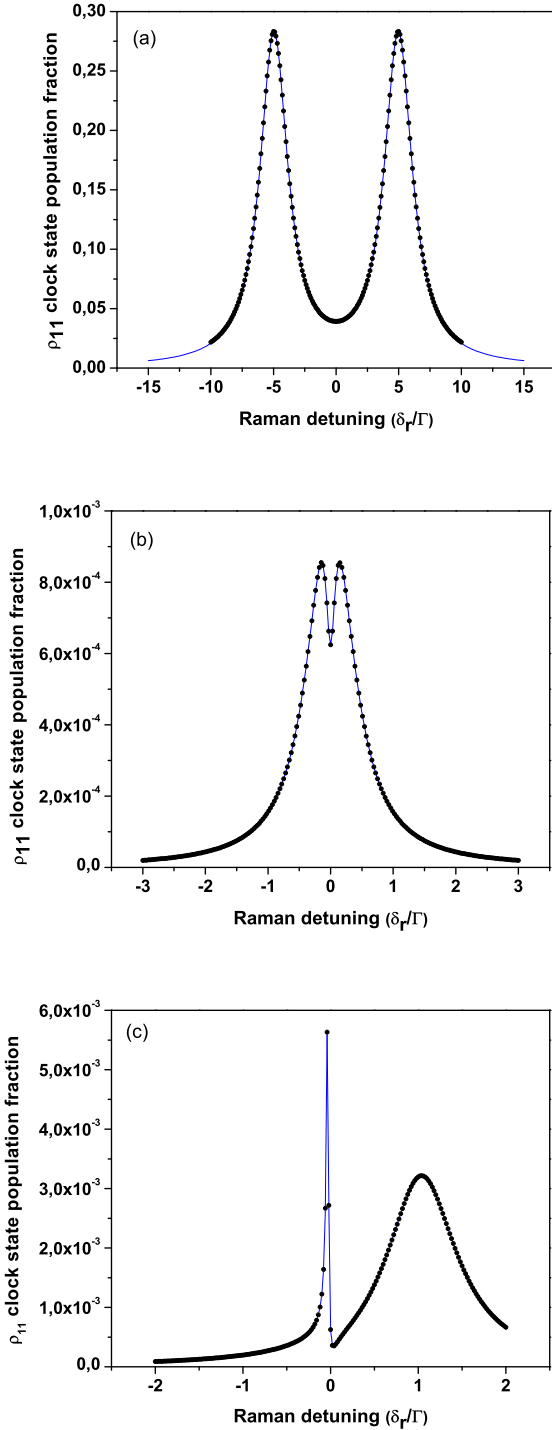 (a)
0,30
0,25
0,20
0,15
0,10
0,05
0,00
ρ11 clock state population fraction
-15 -10 -5 0 5 10 15
Raman detuning (δr/Γ)
(b)
1,0x10-3
8,0x10-4
6,0x10-4
4,0x10-4
2,0x10-4
0,0
ρ11 clock state population fraction
-3 -2 -1 0 1 2 3
Raman detuning (δr/Γ)
(c)
6,0x10-3
5,0x10-3
4,0x10-3
3,0x10-3
2,0x10-3
1,0x10-3
0,0
ρ11 clock state population fraction
-2 -1 0 1 2
Raman detuning (δr/Γ)